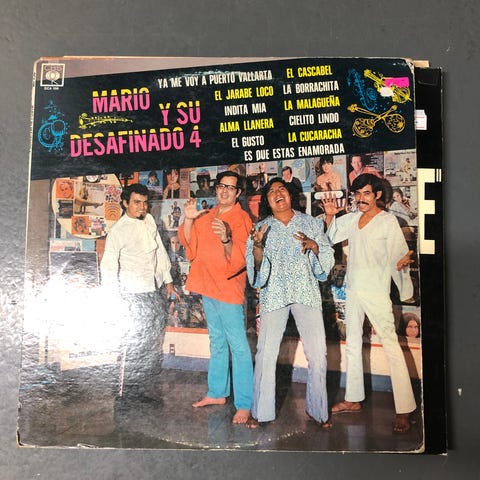 CBS
MARIO
Y SU
DESAFINADO 4
YA ME VOY A PUERTO VALLARTA
EL JARABE LOCO
INDITA MIA
ALMA LLANERA
EL GUSTO
ES QUE ESTAS ENAMORADA
EL CASCABEL
LA BORRACHITA
LA MALAGUEÑA
CIELITO LINDO
LA CUCARACHA
E"